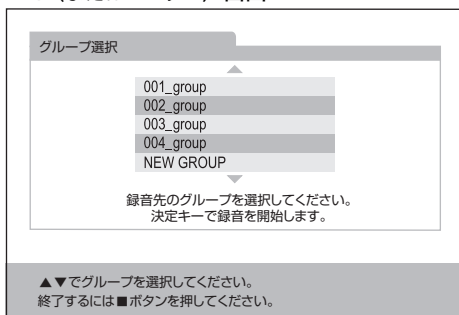 グループ選択
001_group
002_group
003_group
004_group
NEW GROUP
録音先のグループを選択してください。
決定キーで録音を開始します。
▲▼でグループを選択してください。
終了するには■ボタンを押してください。